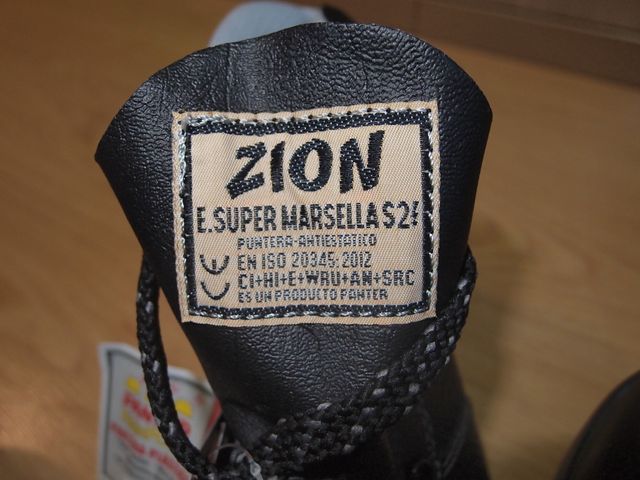 ZION
E.SUPER MARSELLA S2
PUNTERA-ANTIESTATICO
CE EN ISO 20345:2012
CI+HI+E+WRU+AN+SRC
ES UN PRODUCTO PANTER